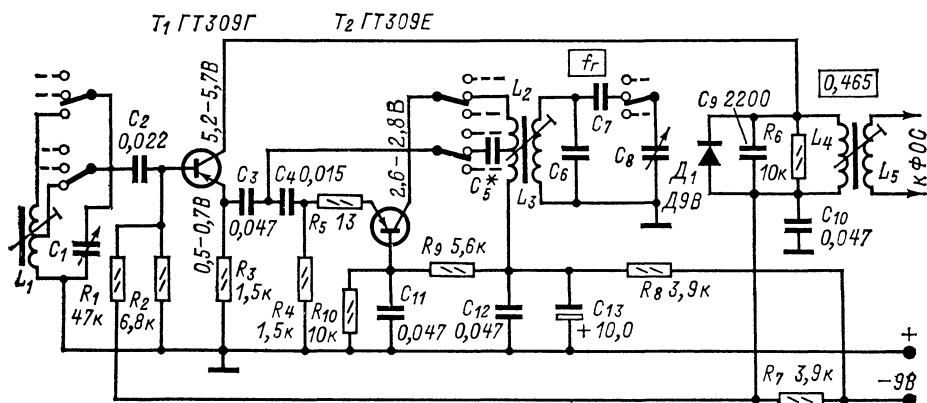 T₁ ГТ309Г
T₂ ГТ309Е
L₂
fг
C₉ 2200
0,465
C₂
0,022
5,2-5,7В
2,6-2,8В
C₇
R₆
L₄
C₃
C₄ 0,015
C₅*
C₆
C₈
Д₁
Д9В
10к
L₅
к ФОС
0,047
R₅ 13
L₃
C₁
0,5-0,7В
R₉ 5,6к
C₁₀
0,047
L₁
R₁
47к
R₂
6,8к
R₃
1,5к
R₄
1,5к
R₁₀
10к
C₁₁
0,047
C₁₂
0,047
C₁₃
+10,0
R₈ 3,9к
+
R₇ 3,9к
-9В